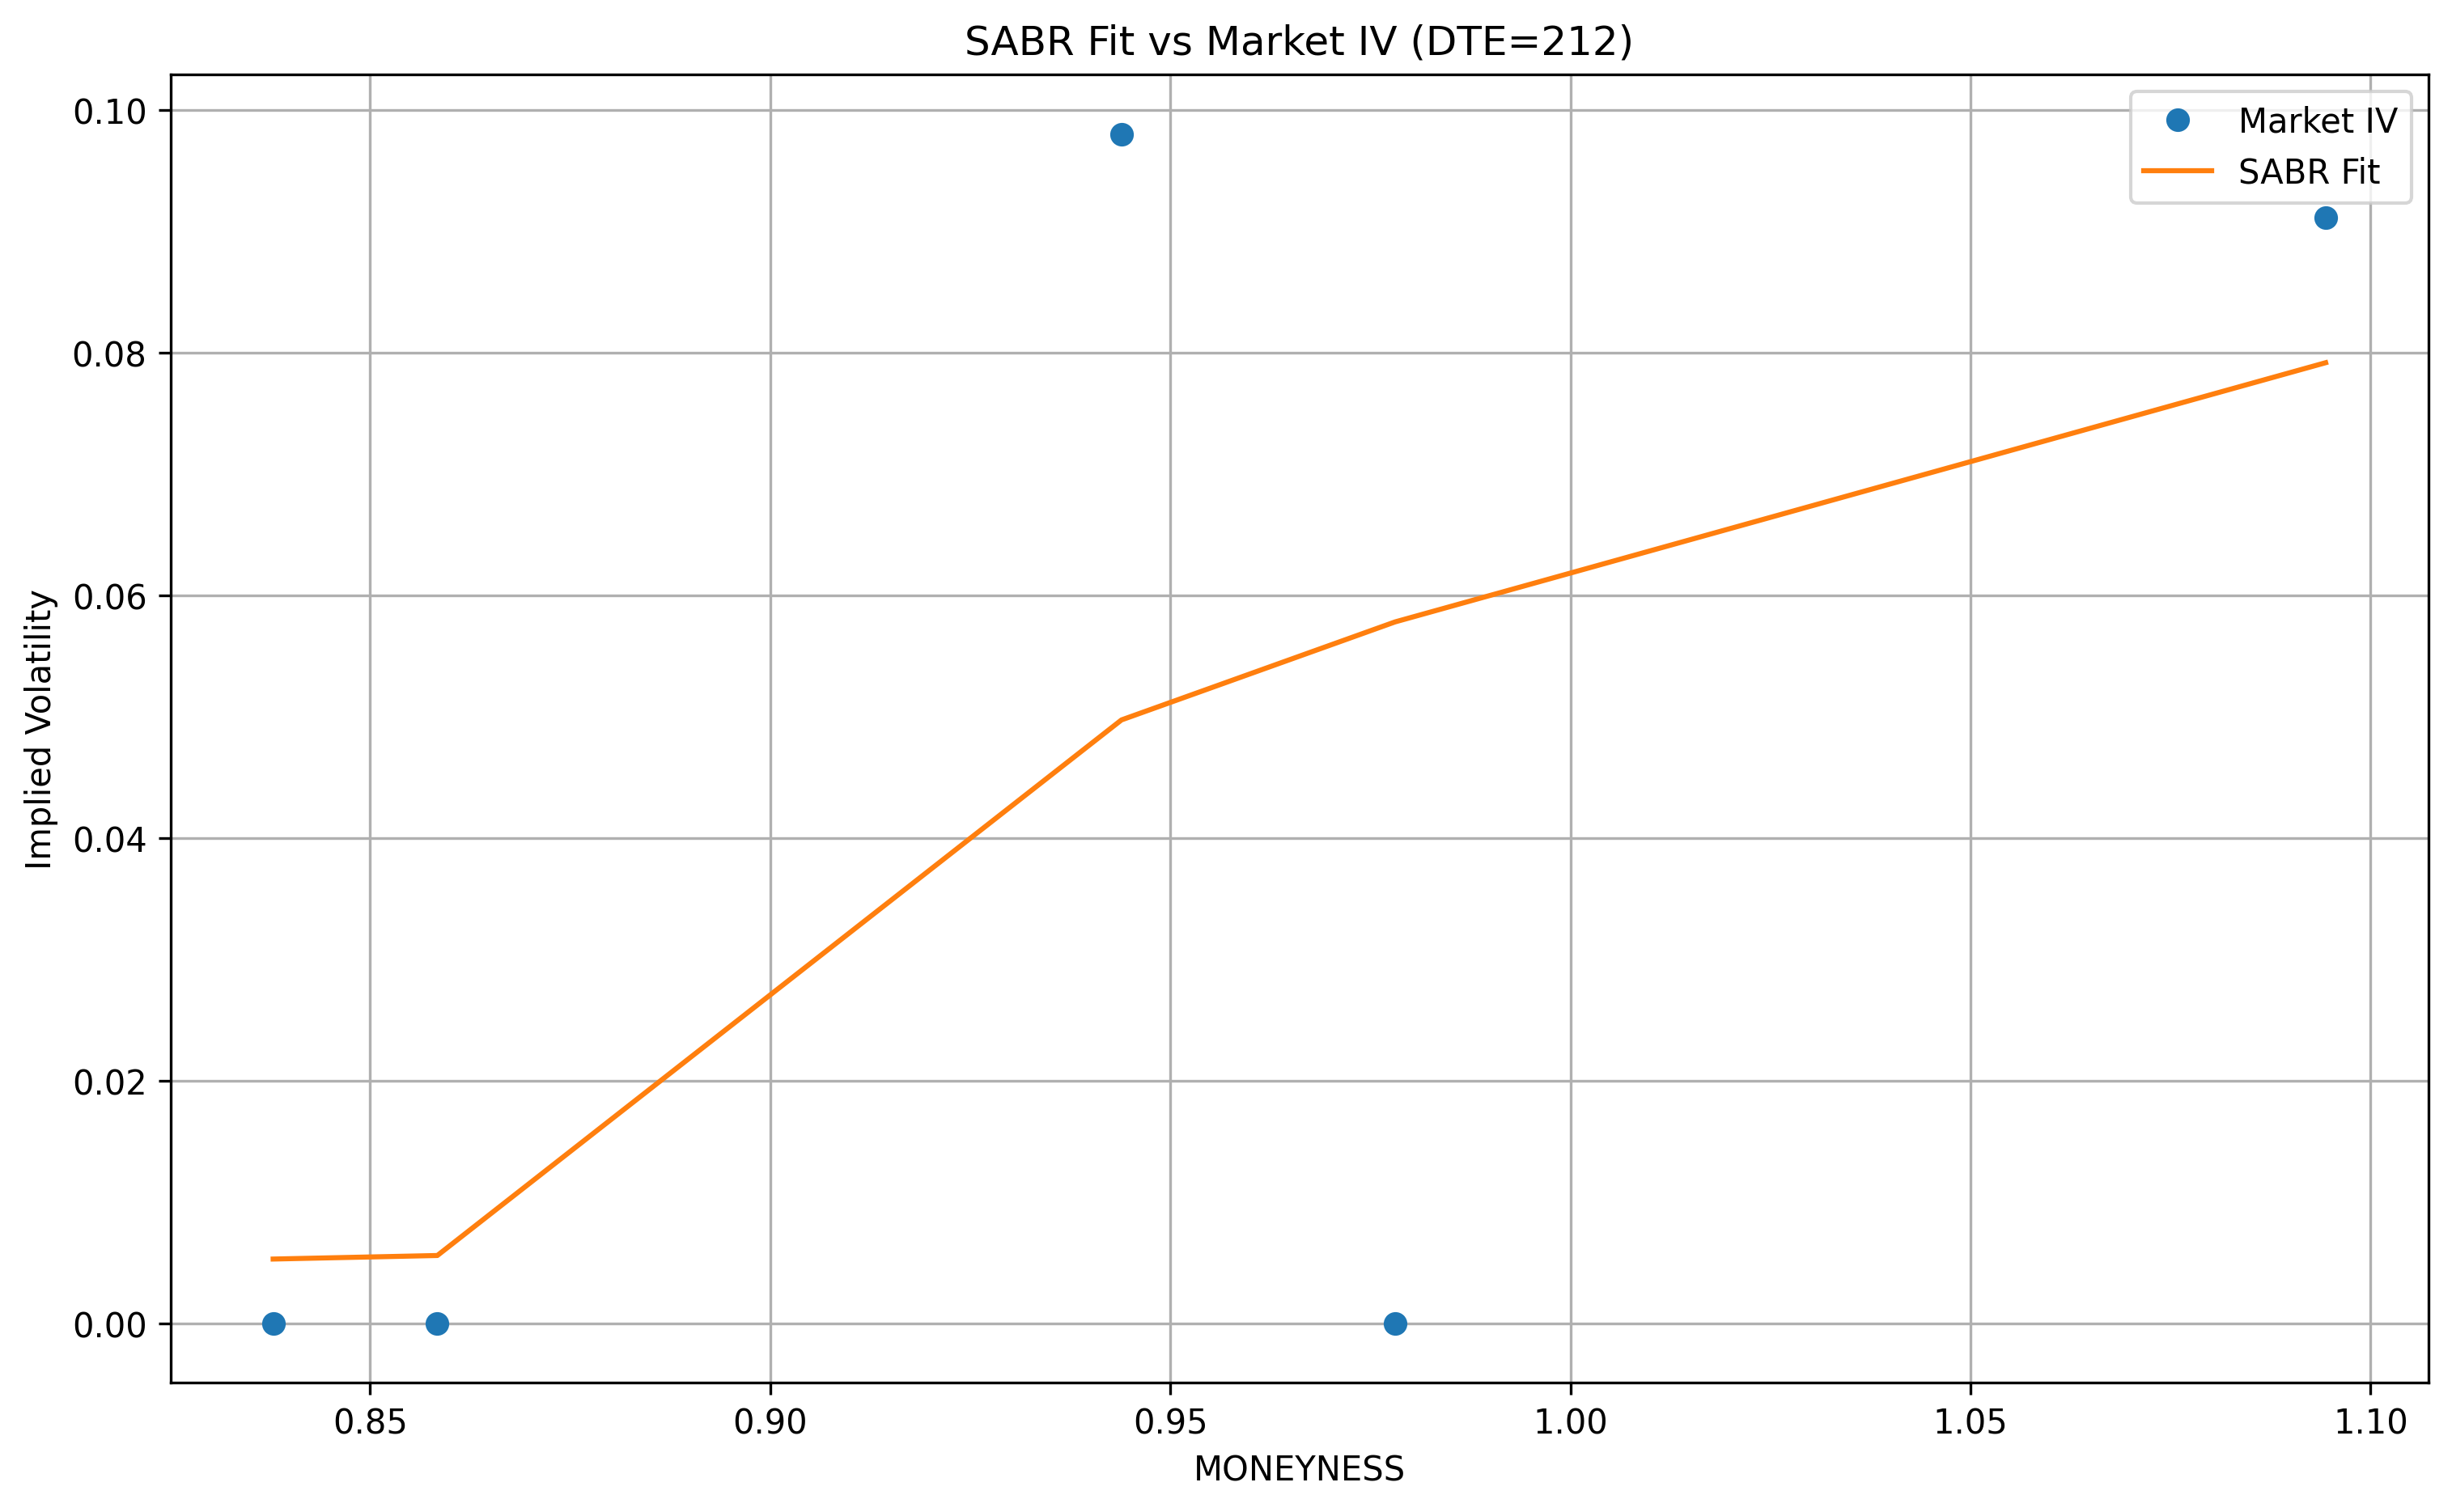 SABR Fit vs Market IV (DTE=212)
Market IV
SABR Fit
0.10
0.08
0.06
0.04
0.02
0.00
Implied Volatility
0.85 0.90 0.95 1.00 1.05 1.10
MONEYNESS